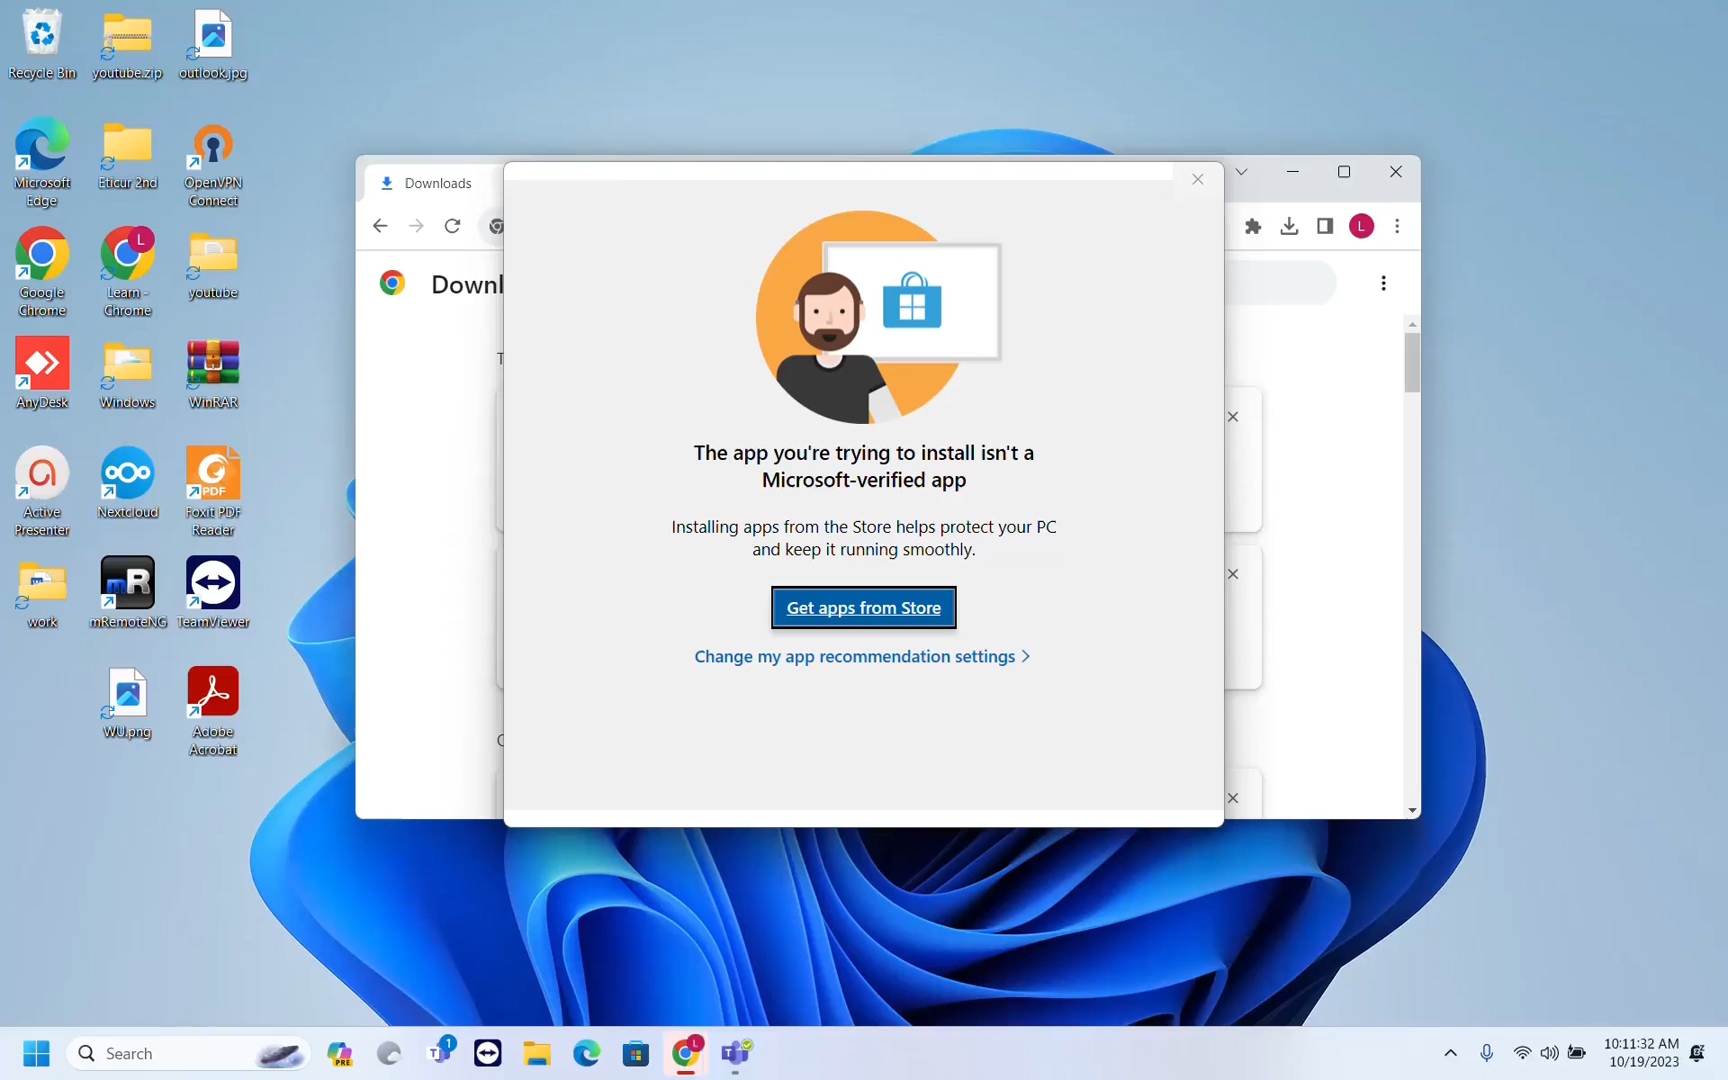 Recycle Bin
youtube.zip
outlook.jpg
Microsoft Edge
Eticur 2nd
OpenVPN Connect
Google Chrome
L
Learn - Chrome
youtube
AnyDesk
Windows
WinRAR
Active Presenter
Nextcloud
PDF
Foxit PDF Reader
work
mR
mRemoteNG
TeamViewer
WU.png
Adobe Acrobat
Downloads
L
Downl
T
C
The app you're trying to install isn't a
Microsoft-verified app
Installing apps from the Store helps protect your PC
and keep it running smoothly.
Get apps from Store
Change my app recommendation settings
Search
PRE
1
L
10:11:32 AM
10/19/2023